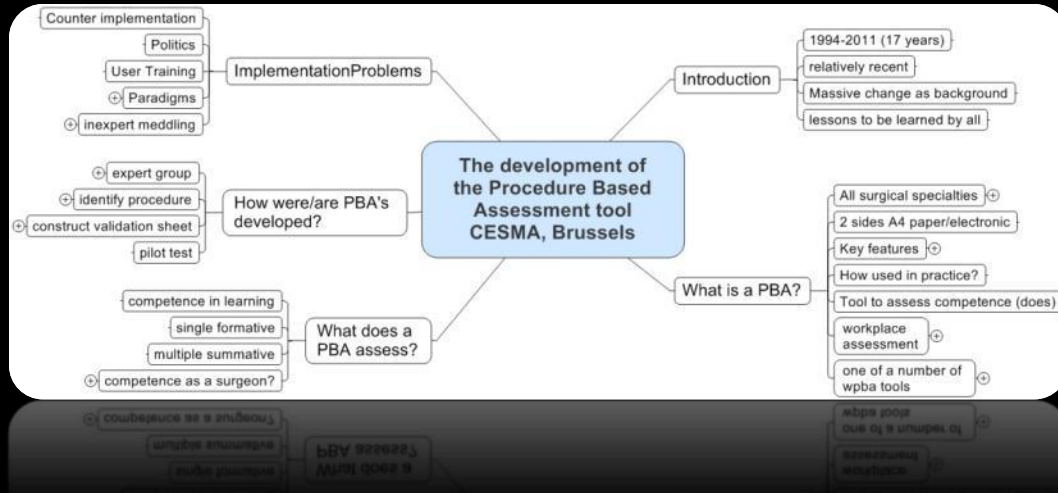 The development of
the Procedure Based
Assessment tool
CESMA, Brussels
Introduction
1994-2011 (17 years)
relatively recent
Massive change as background
lessons to be learned by all
What is a PBA?
All surgical specialties
2 sides A4 paper/electronic
Key features
How used in practice?
Tool to assess competence (does)
workplace
assessment
one of a number of
wpba tools
What does a
PBA assess?
competence in learning
single formative
multiple summative
competence as a surgeon?
How were/are PBA's
developed?
expert group
identify procedure
construct validation sheet
pilot test
ImplementationProblems
Counter implementation
Politics
User Training
Paradigms
inexpert meddling